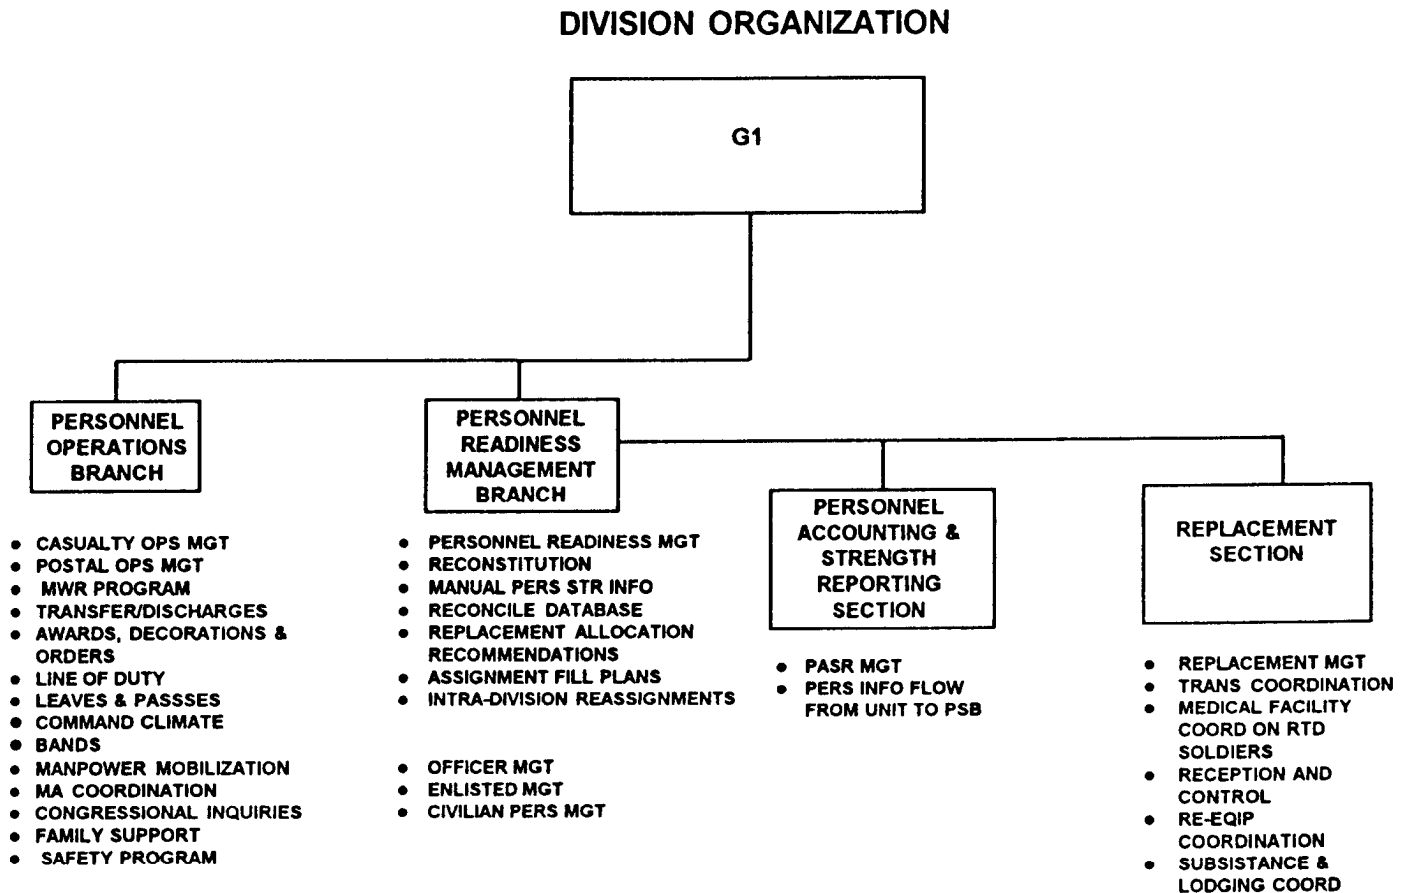 DIVISION ORGANIZATION
G1
PERSONNEL
OPERATIONS
BRANCH
PERSONNEL
READINESS
MANAGEMENT
BRANCH
PERSONNEL
ACCOUNTING &
STRENGTH
REPORTING
SECTION
REPLACEMENT
SECTION
● CASUALTY OPS MGT
● POSTAL OPS MGT
● MWR PROGRAM
● TRANSFER/DISCHARGES
● AWARDS, DECORATIONS &
ORDERS
● LINE OF DUTY
● LEAVES & PASSSES
● COMMAND CLIMATE
● BANDS
● MANPOWER MOBILIZATION
● MA COORDINATION
● CONGRESSIONAL INQUIRIES
● FAMILY SUPPORT
● SAFETY PROGRAM
● PERSONNEL READINESS MGT
● RECONSTITUTION
● MANUAL PERS STR INFO
● RECONCILE DATABASE
● REPLACEMENT ALLOCATION
RECOMMENDATIONS
● ASSIGNMENT FILL PLANS
● INTRA-DIVISION REASSIGNMENTS
● OFFICER MGT
● ENLISTED MGT
● CIVILIAN PERS MGT
● PASR MGT
● PERS INFO FLOW
FROM UNIT TO PSB
● REPLACEMENT MGT
● TRANS COORDINATION
● MEDICAL FACILITY
COORD ON RTD
SOLDIERS
● RECEPTION AND
CONTROL
● RE-EQIP
COORDINATION
● SUBSISTANCE &
LODGING COORD